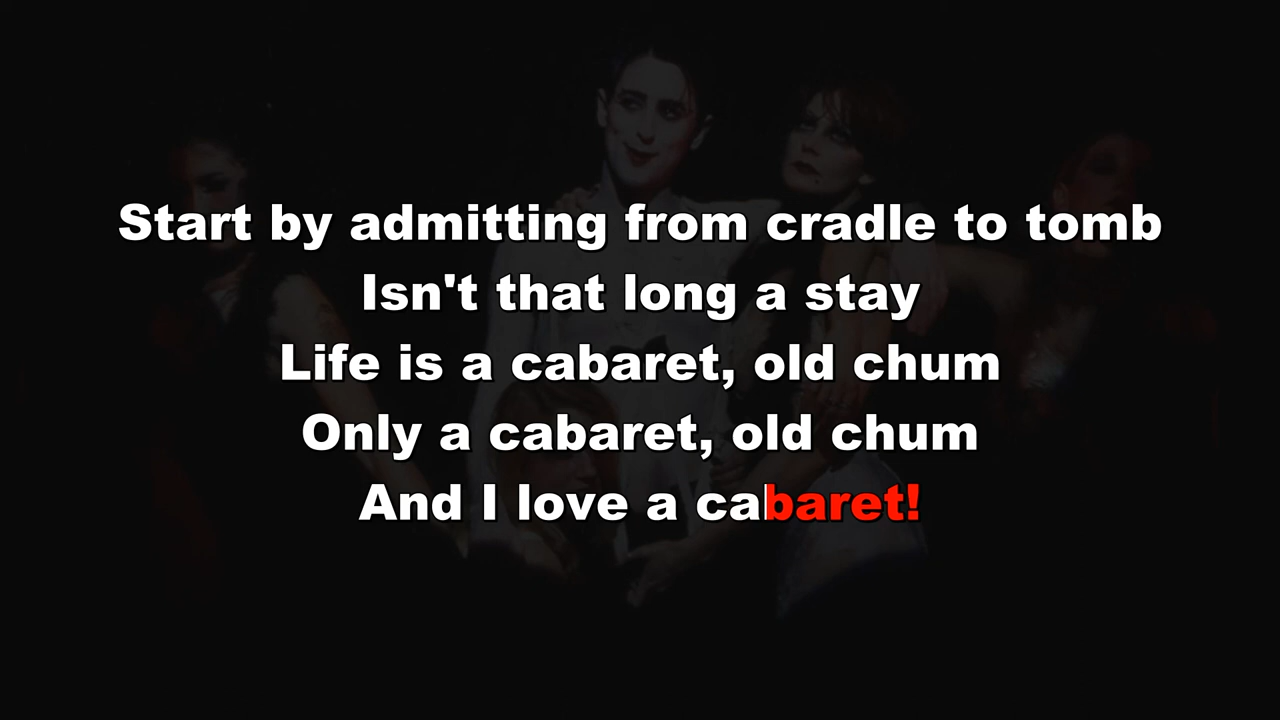 Start by admitting from cradle to tomb
Isn't that long a stay
Life is a cabaret, old chum
Only a cabaret, old chum
And I love a cabaret!